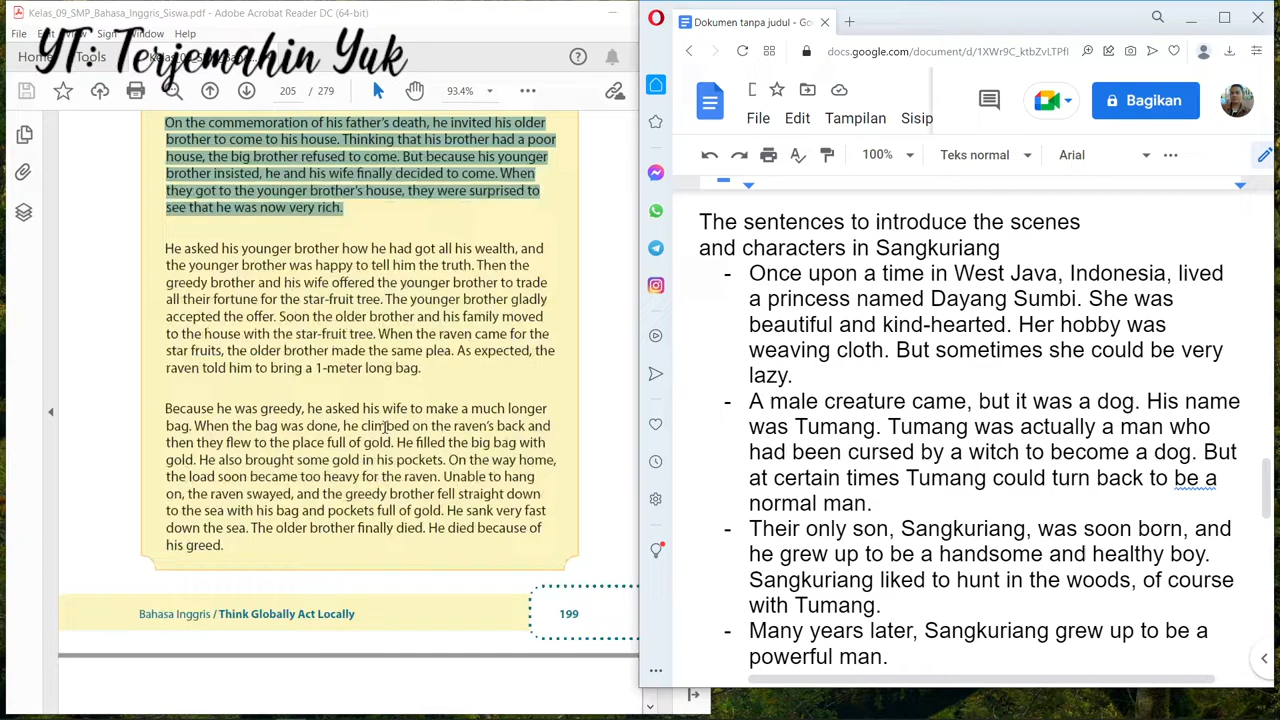 Kelas_09_SMP_Bahasa_Inggris_Siswa.pdf - Adobe Acrobat Reader DC (64-bit)
File
Sign
Window
Help
YT: Terjemahin Yuk
Tools
205 / 279
93.4%
On the commemoration of his father's death, he invited his older
brother to come to his house. Thinking that his brother had a poor
house, the big brother refused to come. But because his younger
brother insisted, he and his wife finally decided to come. When
they got to the younger brother's house, they were surprised to
see that he was now very rich.
He asked his younger brother how he had got all his wealth, and
the younger brother was happy to tell him the truth. Then the
greedy brother and his wife offered the younger brother to trade
all their fortune for the star-fruit tree. The younger brother gladly
accepted the offer. Soon the older brother and his family moved
to the house with the star-fruit tree. When the raven came for the
star fruits, the older brother made the same plea. As expected, the
raven told him to bring a 1-meter long bag.
Because he was greedy, he asked his wife to make a much longer
bag. When the bag was done, he climbed on the raven's back and
then they flew to the place full of gold. He filled the big bag with
gold. He also brought some gold in his pockets. On the way home,
the load soon became too heavy for the raven. Unable to hang
on, the raven swayed, and the greedy brother fell straight down
to the sea with his bag and pockets full of gold. He sank very fast
down the sea. The older brother finally died. He died because of
his greed.
Bahasa Inggris / Think Globally Act Locally
199
Dokumen tanpa judul - Go
docs.google.com/document/d/1XWr9C_ktbZvLTPfl
File
Edit
Tampilan
Sisip
Bagikan
100%
Teks normal
Arial
The sentences to introduce the scenes
and characters in Sangkuriang
- Once upon a time in West Java, Indonesia, lived
a princess named Dayang Sumbi. She was
beautiful and kind-hearted. Her hobby was
weaving cloth. But sometimes she could be very
lazy.
- A male creature came, but it was a dog. His name
was Tumang. Tumang was actually a man who
had been cursed by a witch to become a dog. But
at certain times Tumang could turn back to be a
normal man.
- Their only son, Sangkuriang, was soon born, and
he grew up to be a handsome and healthy boy.
Sangkuriang liked to hunt in the woods, of course
with Tumang.
- Many years later, Sangkuriang grew up to be a
powerful man.